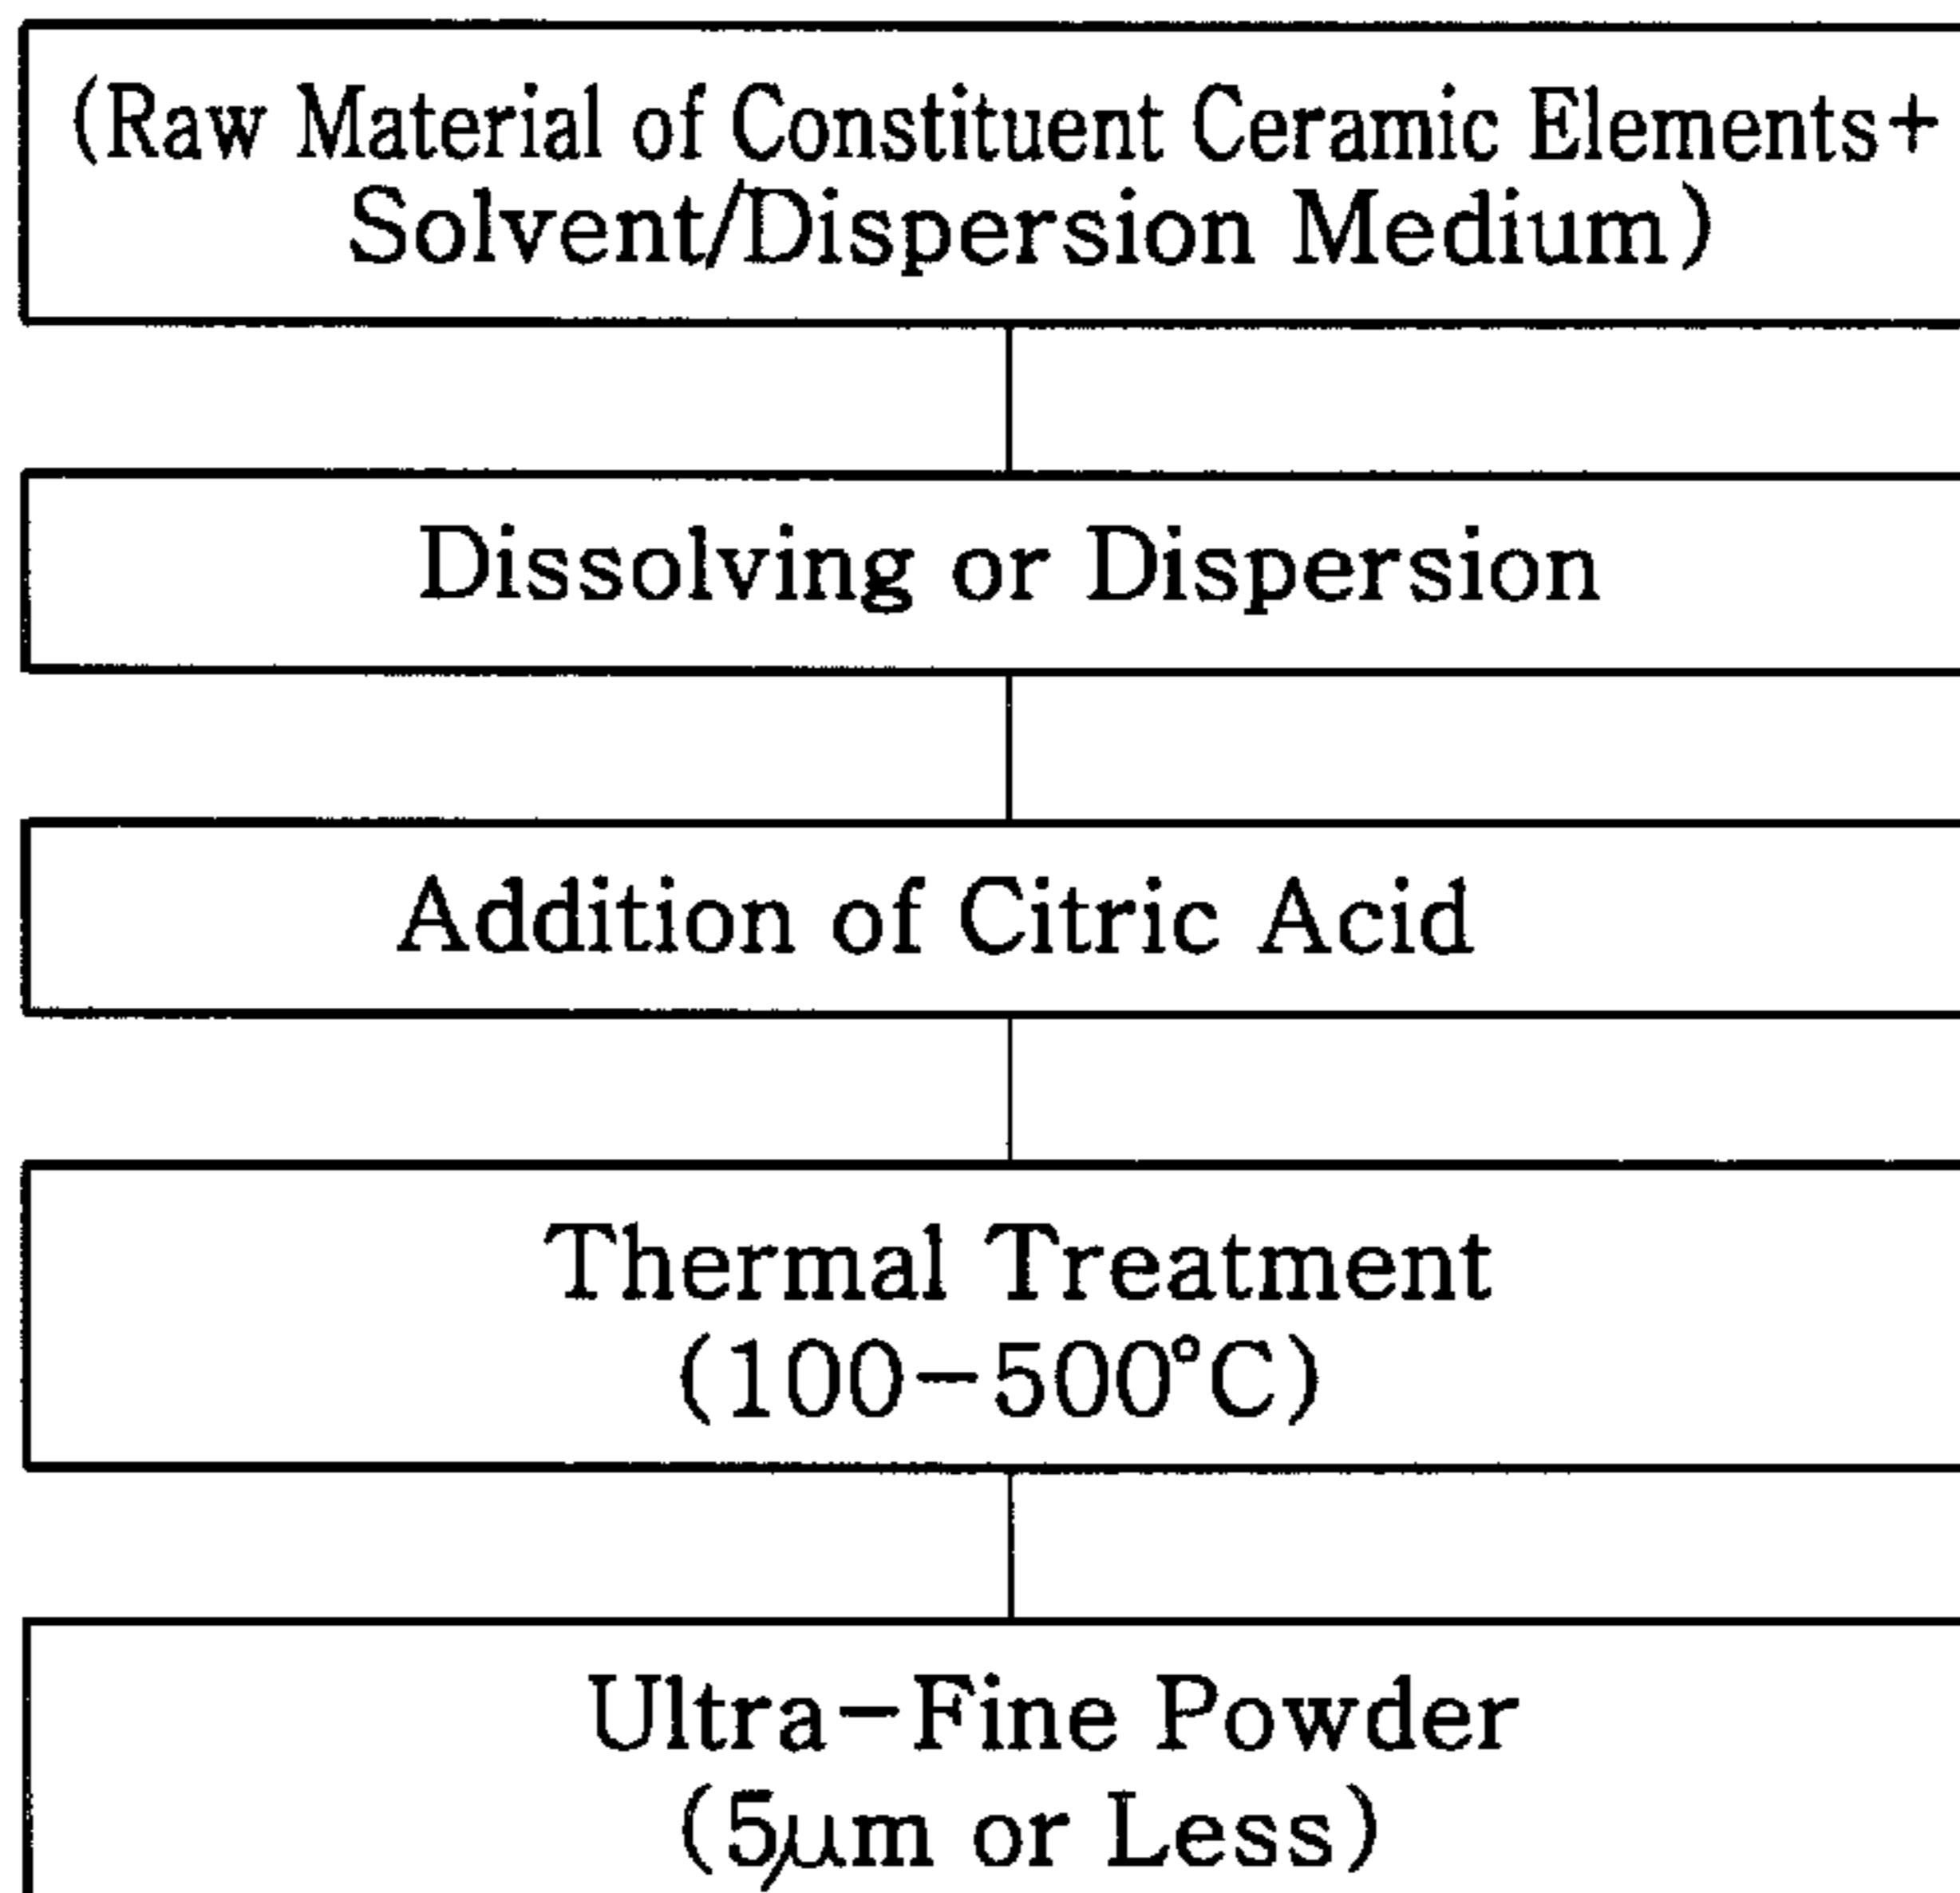 (Raw Material of Constituent Ceramic Elements+
Solvent/Dispersion Medium)
Dissolving or Dispersion
Addition of Citric Acid
Thermal Treatment
(100-500°C)
Ultra-Fine Powder
(5μm or Less)